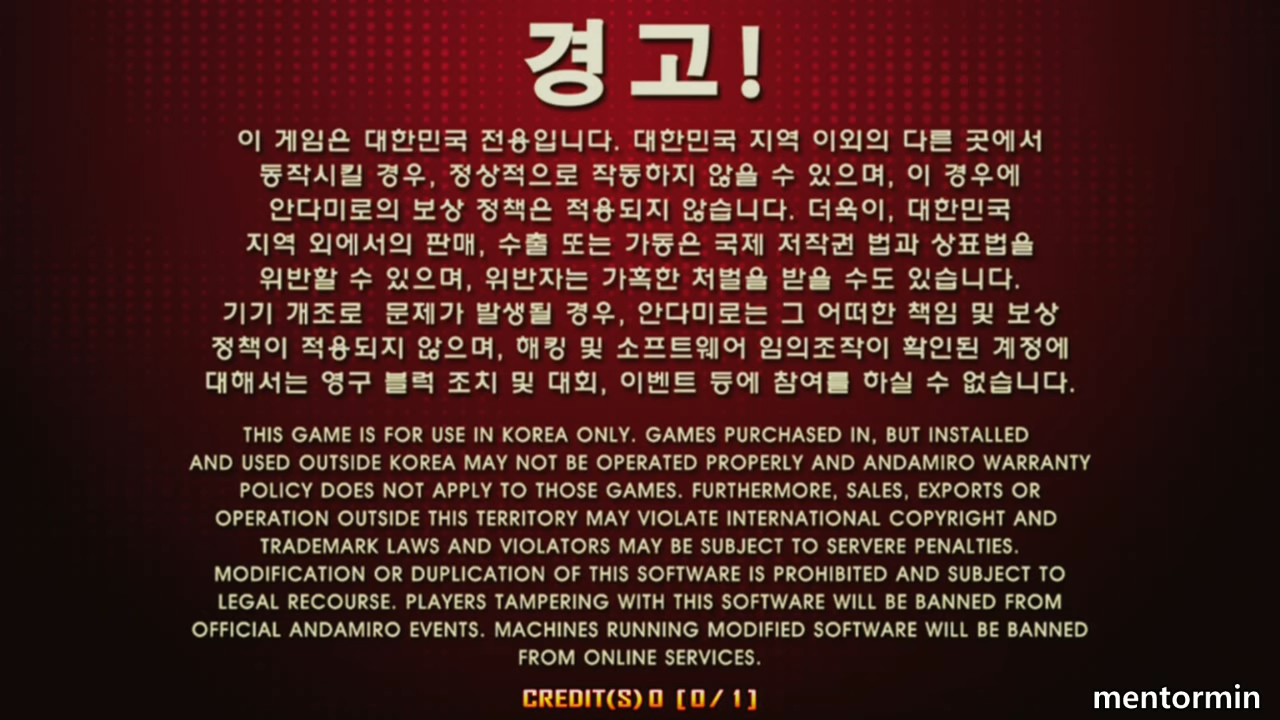 경고!
이 게임은 대한민국 전용입니다. 대한민국 지역 이외의 다른 곳에서
동작시킬 경우, 정상적으로 작동하지 않을 수 있으며, 이 경우에
안다미로의 보상 정책은 적용되지 않습니다. 더욱이, 대한민국
지역 외에서의 판매, 수출 또는 가동은 국제 저작권 법과 상표법을
위반할 수 있으며, 위반자는 가혹한 처벌을 받을 수도 있습니다.
기기 개조로  문제가 발생될 경우, 안다미로는 그 어떠한 책임 및 보상
정책이 적용되지 않으며, 해킹 및 소프트웨어 임의조작이 확인된 계정에
대해서는 영구 블럭 조치 및 대회, 이벤트 등에 참여를 하실 수 없습니다.
THIS GAME IS FOR USE IN KOREA ONLY. GAMES PURCHASED IN, BUT INSTALLED
AND USED OUTSIDE KOREA MAY NOT BE OPERATED PROPERLY AND ANDAMIRO WARRANTY
POLICY DOES NOT APPLY TO THOSE GAMES. FURTHERMORE, SALES, EXPORTS OR
OPERATION OUTSIDE THIS TERRITORY MAY VIOLATE INTERNATIONAL COPYRIGHT AND
TRADEMARK LAWS AND VIOLATORS MAY BE SUBJECT TO SERVERE PENALTIES.
MODIFICATION OR DUPLICATION OF THIS SOFTWARE IS PROHIBITED AND SUBJECT TO
LEGAL RECOURSE. PLAYERS TAMPERING WITH THIS SOFTWARE WILL BE BANNED FROM
OFFICIAL ANDAMIRO EVENTS. MACHINES RUNNING MODIFIED SOFTWARE WILL BE BANNED
FROM ONLINE SERVICES.
CREDIT(S) 0 [0/1]
mentormin